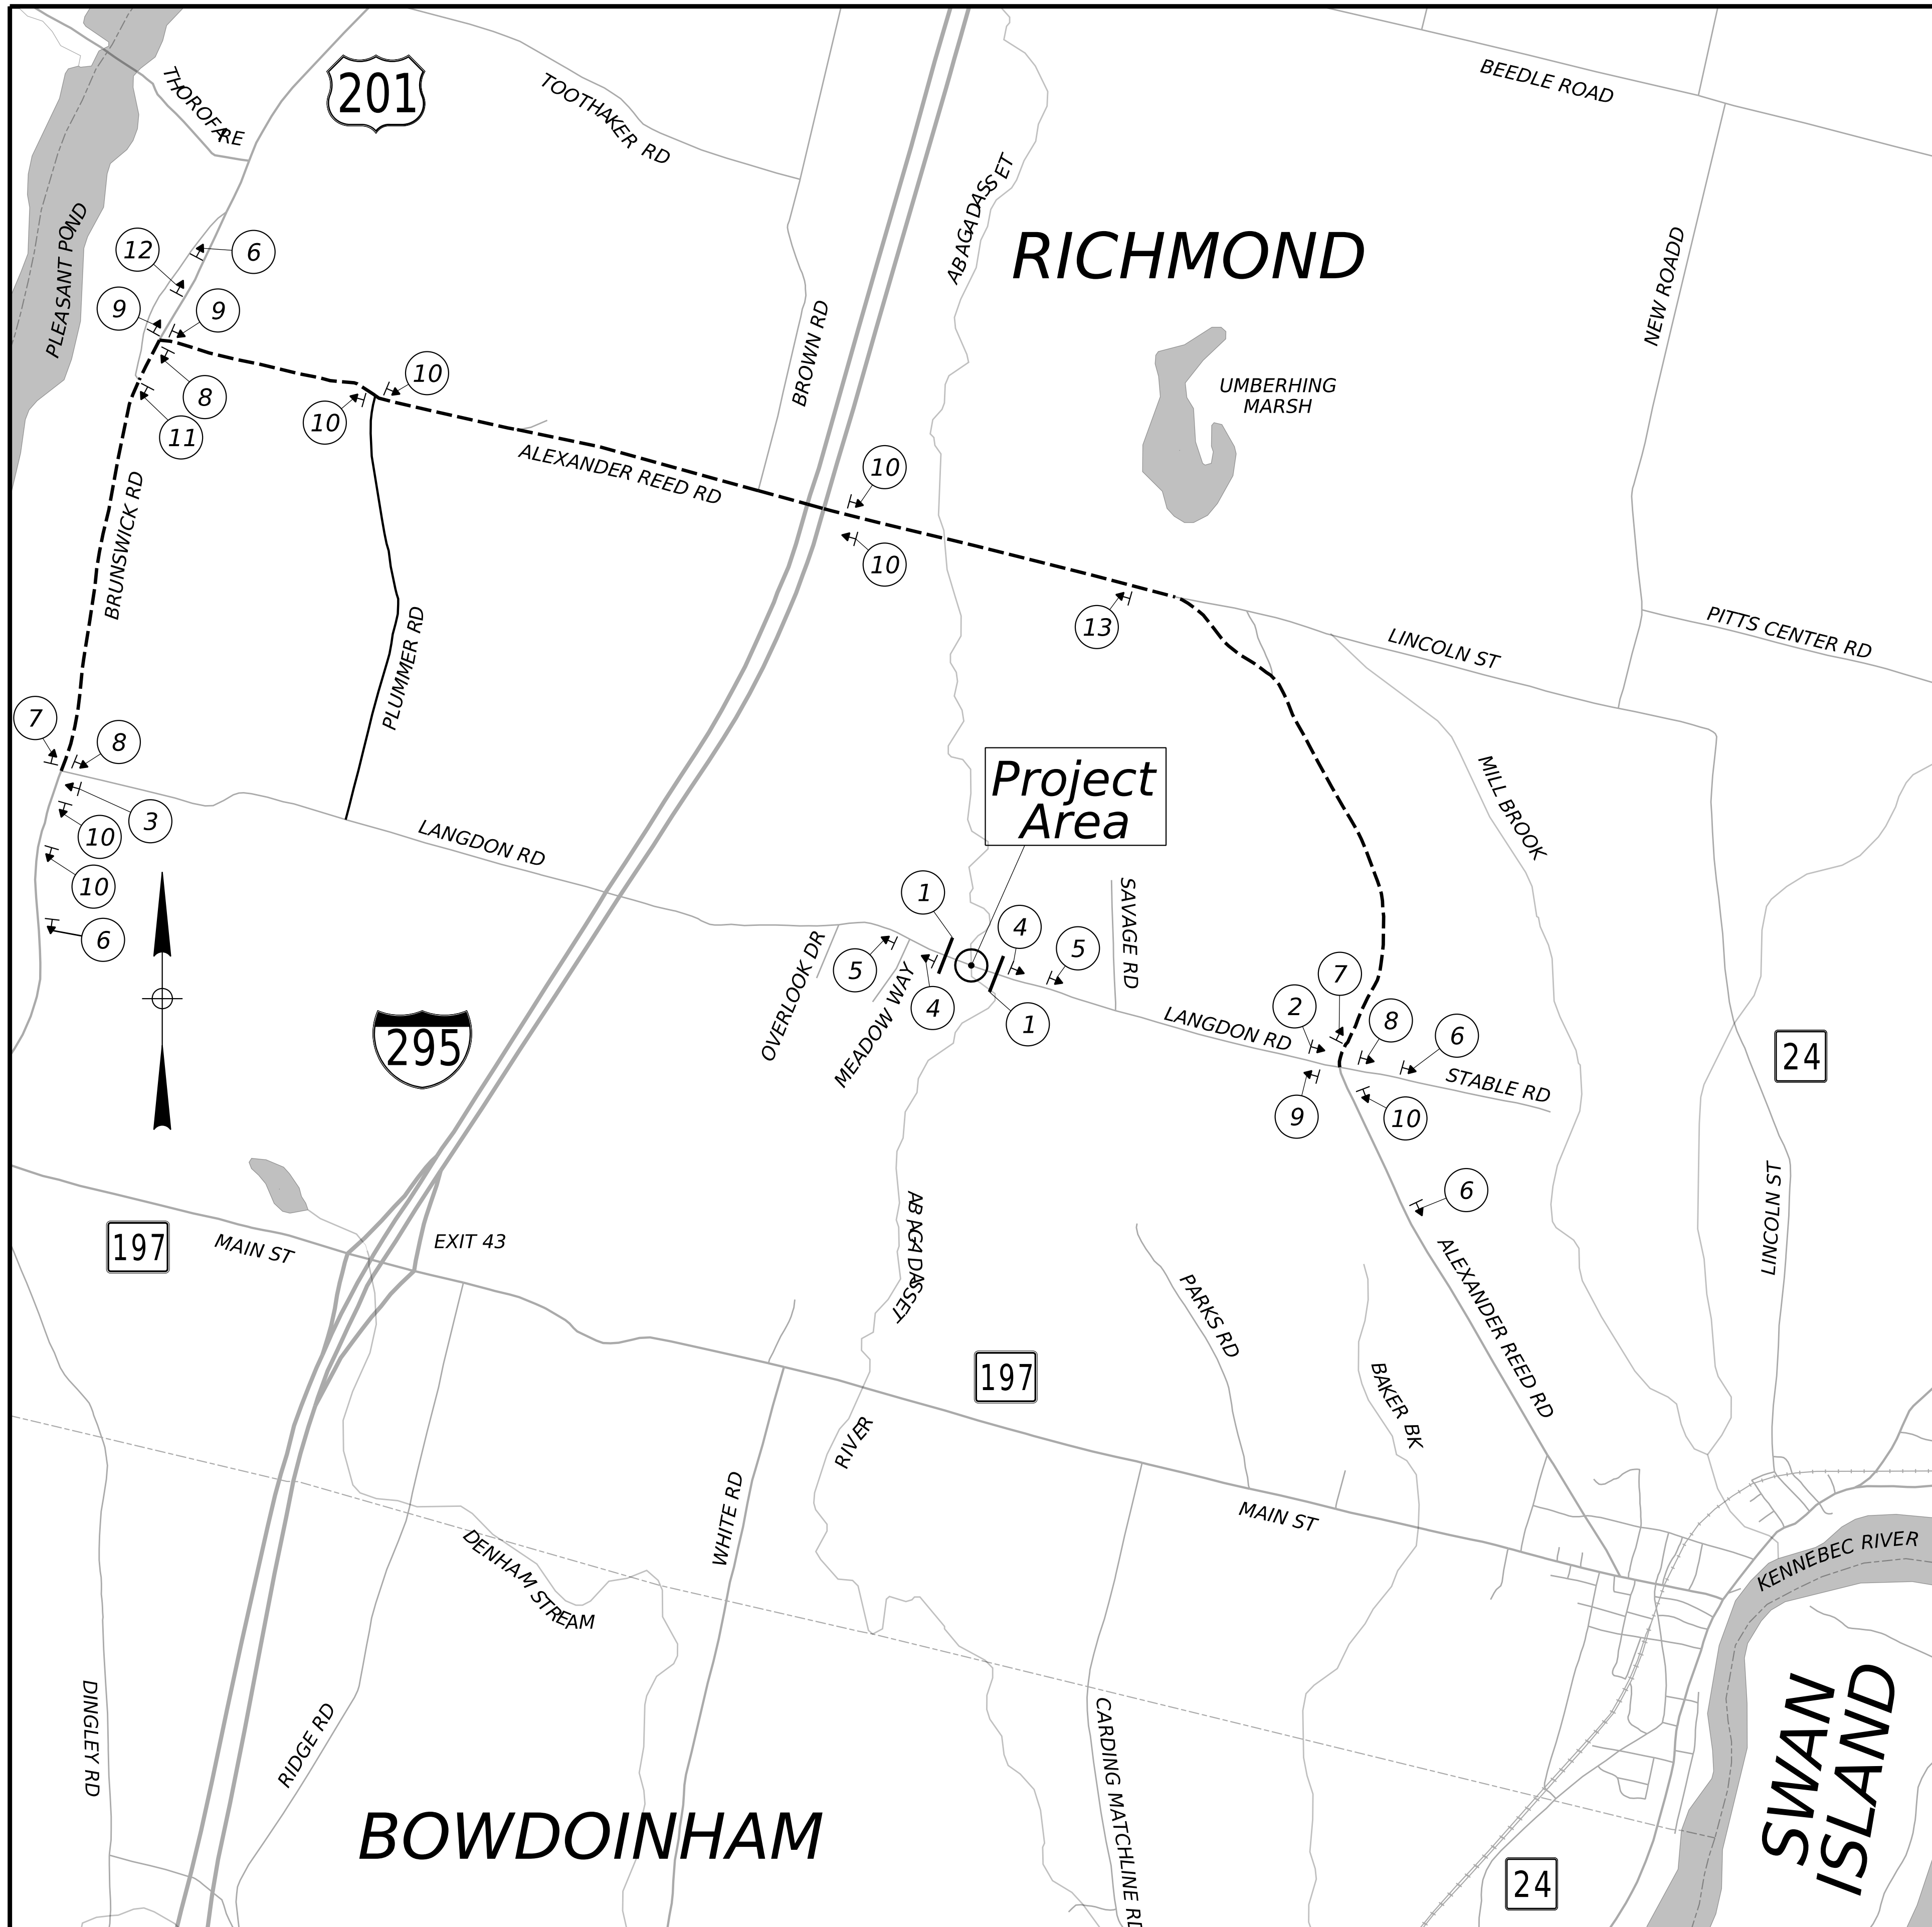 THOROFARE
201
TOOTHAKER RD
BEEDLE ROAD
PLEASANT POND
ABAGADASSET
RICHMOND
NEW ROADD
12
6
9
9
8
11
10
10
BROWN RD
UMBERHING
MARSH
ALEXANDER REED RD
10
10
BRUNSWICK RD
PLUMMER RD
13
LINCOLN ST
PITTS CENTER RD
7
8
3
10
10
6
LANGDON RD
Project
Area
MILL BROOK
SAVAGE RD
1
4
5
5
4
1
OVERLOOK DR
MEADOW WAY
295
LANGDON RD
2
7
8
6
STABLE RD
9
10
6
24
197
MAIN ST
EXIT 43
ABAGADASSET
PARKS RD
ALEXANDER REED RD
LINCOLN ST
197
BAKER BK
RIVER
WHITE RD
MAIN ST
DENHAM STREAM
KENNEBEC RIVER
DINGLEY RD
RIDGE RD
CARDING MATCHLINE RD
BOWDOINHAM
SWAN
ISLAND
24